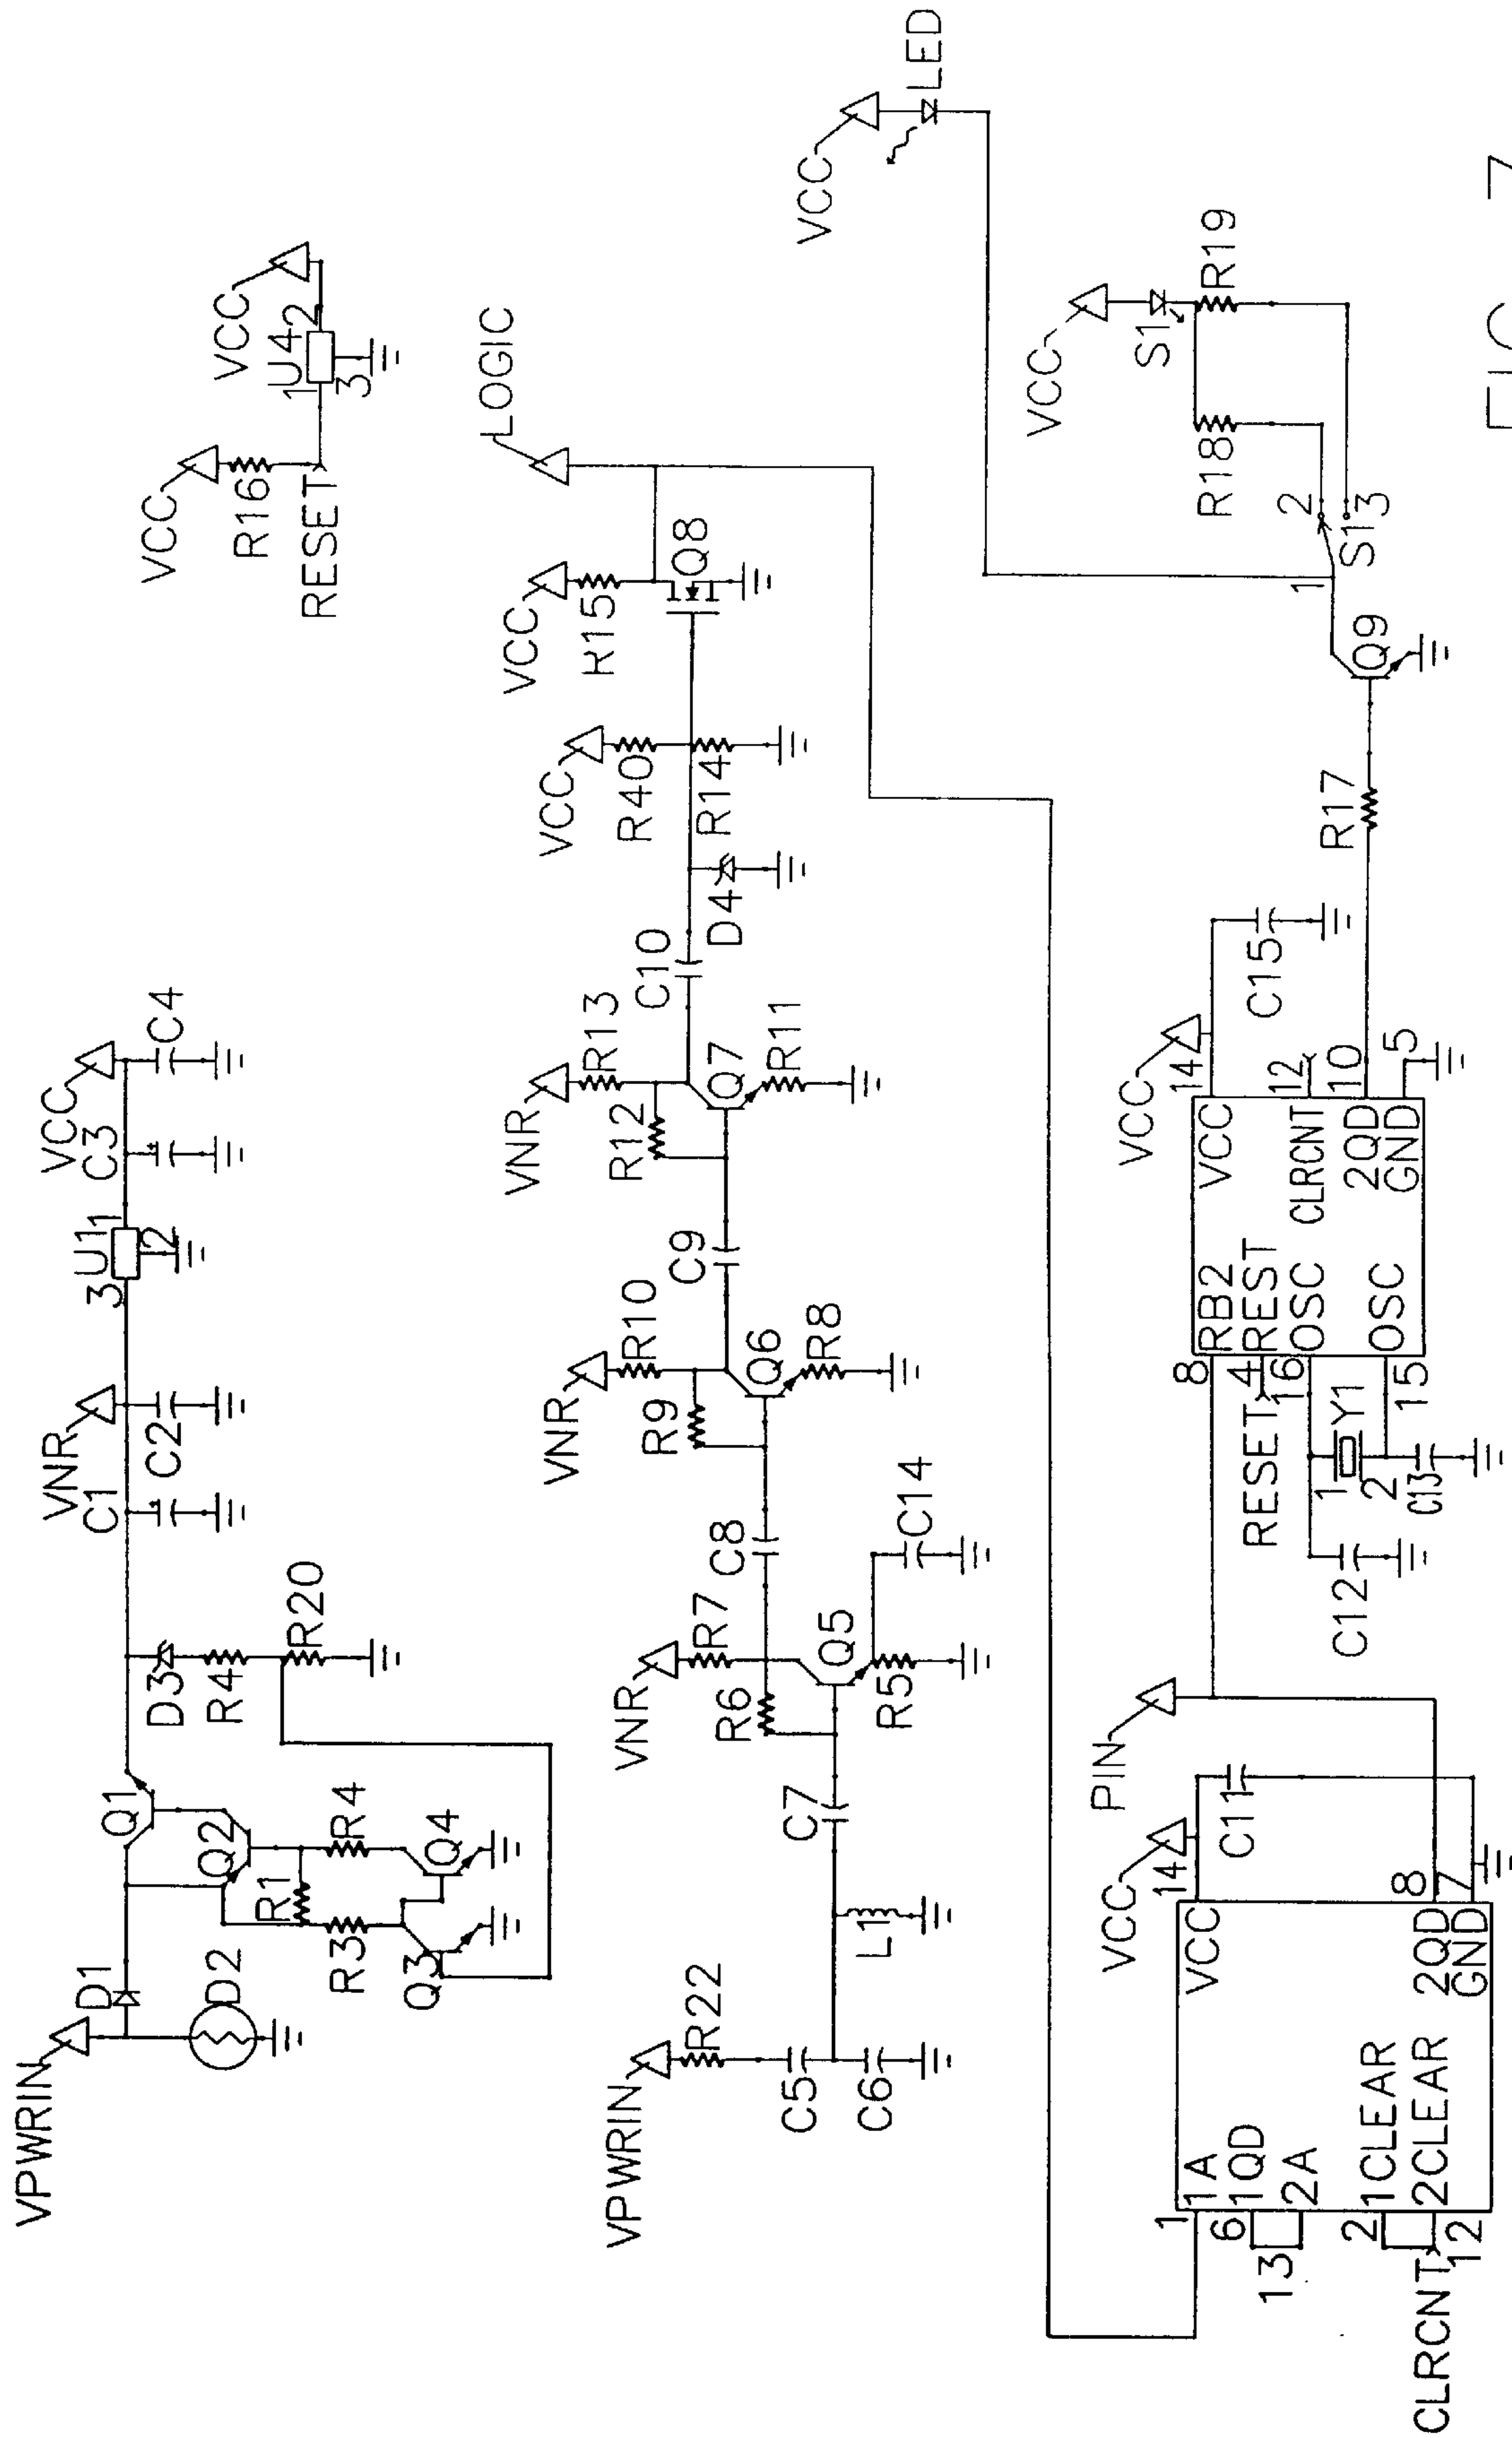 VPWRIN
D1
D2
Q1
Q2
R1
R3
R4
Q3
Q4
D3
R4
R20
VNR
C1
C2
3
U1
1
2
VCC
C3
C4
VCC
R16
RESET
VCC
U4
1
2
3
VPWRIN
R22
C5
C6
L1
C7
VNR
R6
R7
Q5
R5
C14
C8
VNR
R10
R9
Q6
R8
C9
VNR
R13
R12
Q7
R11
C10
D4
VCC
R40
R14
VCC
R15
Q8
LOGIC
VCC
LED
1
1A
6
1QD
13
2A
2
1CLEAR
2CLEAR
12
CLRCNT
VCC
14
VCC
C11
2QD
8
GND
7
PIN
8
RB2
4
REST
RESET
16
OSC
15
OSC
1
Y1
2
C12
C13
VCC
14
VCC
C15
CLRCNT
12
2QD
10
GND
5
R17
Q9
1
2
S1
3
R18
R19
VCC
S1